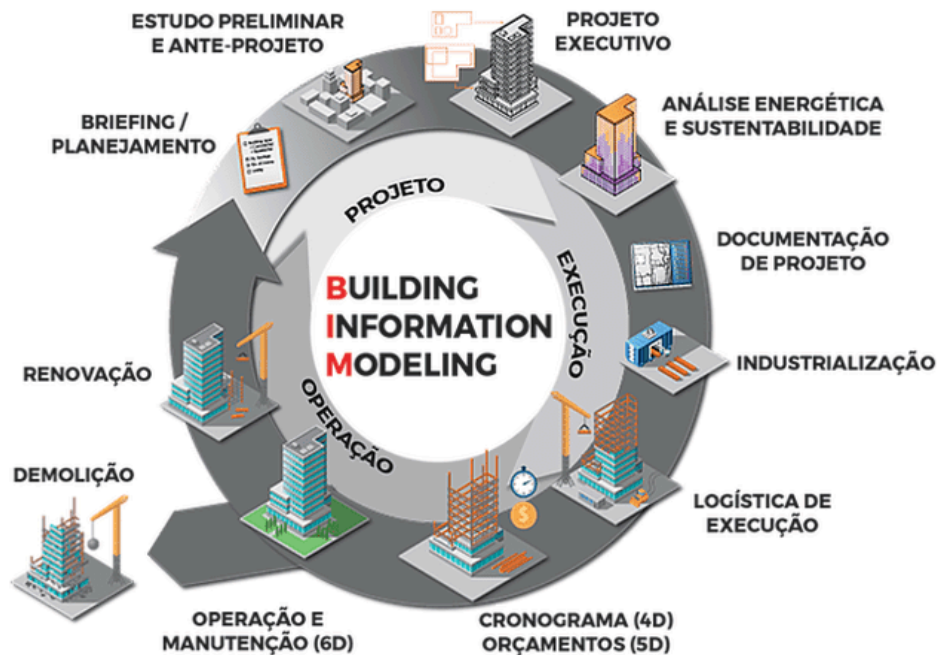 ESTUDO PRELIMINAR
E ANTE-PROJETO
PROJETO
EXECUTIVO
ANÁLISE ENERGÉTICA
E SUSTENTABILIDADE
DOCUMENTAÇÃO
DE PROJETO
INDUSTRIALIZAÇÃO
LOGÍSTICA DE
EXECUÇÃO
CRONOGRAMA (4D)
ORÇAMENTOS (5D)
OPERAÇÃO E
MANUTENÇÃO (6D)
DEMOLIÇÃO
RENOVAÇÃO
BRIEFING /
PLANEJAMENTO
PROJETO
EXECUÇÃO
OPERAÇÃO
BUILDING
INFORMATION
MODELING
$